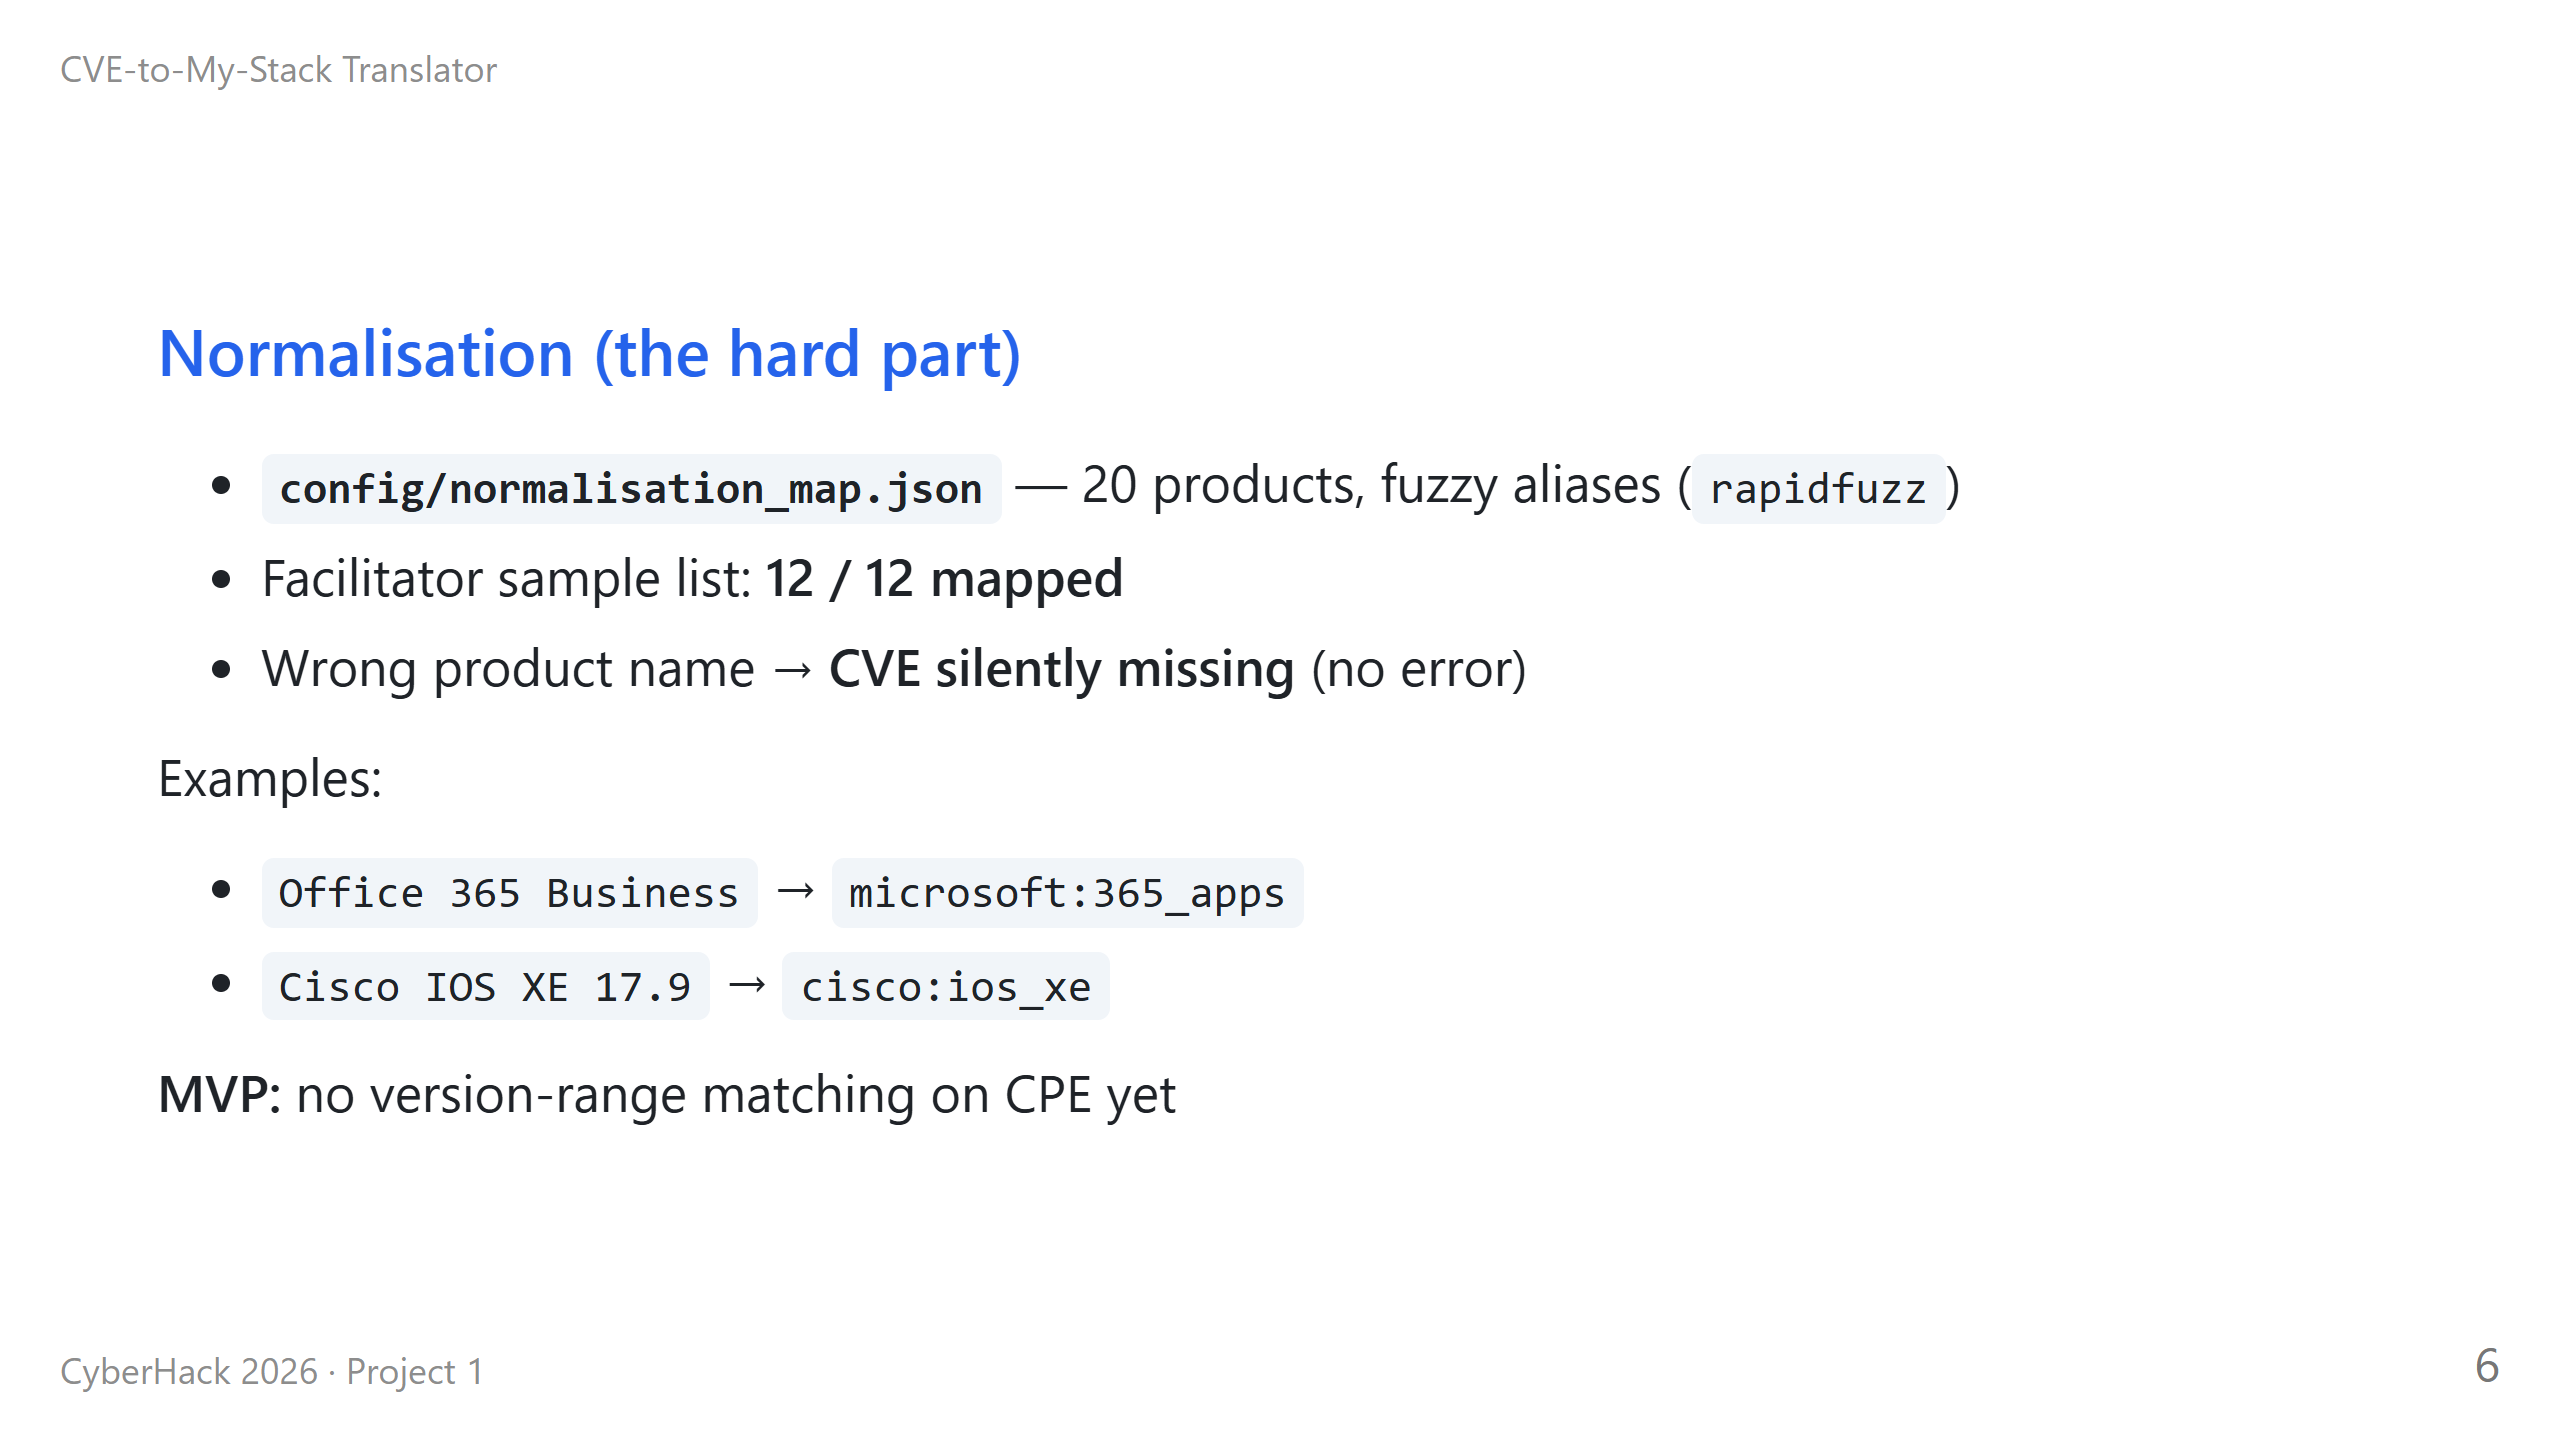 CVE-to-My-Stack Translator
Normalisation (the hard part)
• config/normalisation_map.json — 20 products, fuzzy aliases (rapidfuzz)
• Facilitator sample list: 12 / 12 mapped
• Wrong product name → CVE silently missing (no error)
Examples:
• Office 365 Business → microsoft:365_apps
• Cisco IOS XE 17.9 → cisco:ios_xe
MVP: no version-range matching on CPE yet
CyberHack 2026 · Project 1
6